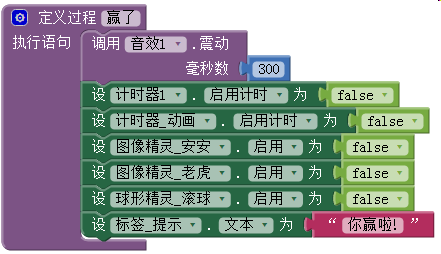 定义过程 赢了
执行语句 调用 音效1 .震动
毫秒数 300
设 计时器1 . 启用计时 为 false
设 计时器_动画 . 启用计时 为 false
设 图像精灵_安安 . 启用 为 false
设 图像精灵_老虎 . 启用 为 false
设 球形精灵_滚球 . 启用 为 false
设 标签_提示 . 文本 为 “ 你赢啦! ”